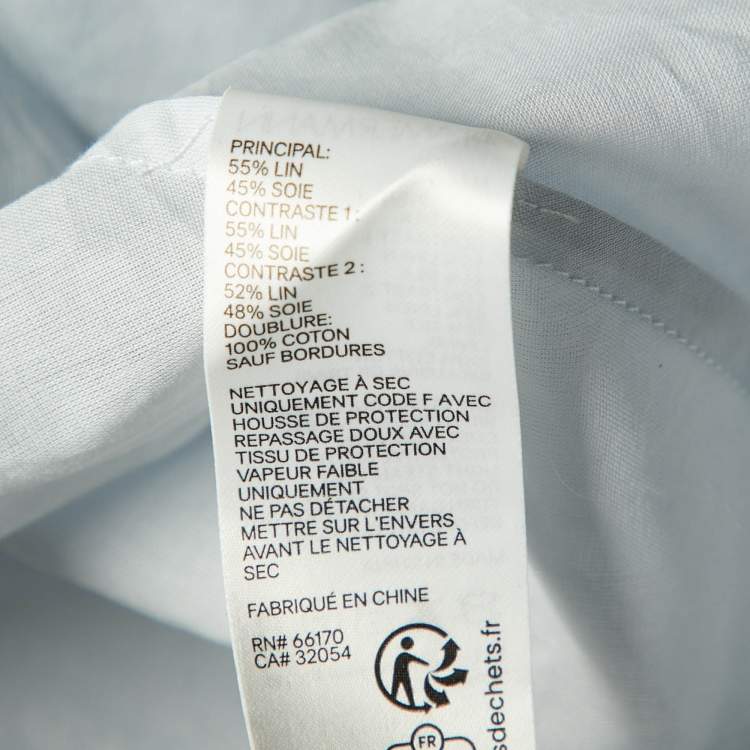 PRINCIPAL:
55% LIN
45% SOIE
CONTRASTE 1 :
55% LIN
45% SOIE
CONTRASTE 2 :
52% LIN
48% SOIE
DOUBLURE:
100% COTON
SAUF BORDURES
NETTOYAGE À SEC
UNIQUEMENT CODE F AVEC
HOUSSE DE PROTECTION
REPASSAGE DOUX AVEC
TISSU DE PROTECTION
VAPEUR FAIBLE
UNIQUEMENT
NE PAS DÉTACHER
METTRE SUR L'ENVERS
AVANT LE NETTOYAGE À
SEC
FABRIQUÉ EN CHINE
RN# 66170
CA# 32054
sdechets.fr
FR